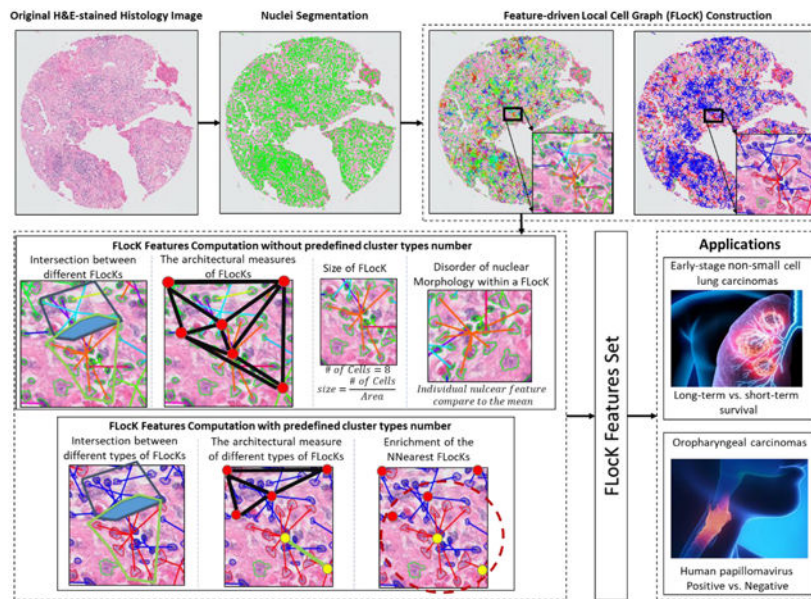 Original H&E-stained Histology Image
Nuclei Segmentation
Feature-driven Local Cell Graph (FLocK) Construction
FLocK Features Computation without predefined cluster types number
Intersection between
different FLocKs
The architectural measures
of FLocKs
Size of FLocK
# of Cells = 8
size = # of Cells
Area
Disorder of nuclear
Morphology within a FLocK
Individual nulcear feature
compare to the mean
FLocK Features Computation with predefined cluster types number
Intersection between
different types of FLocKs
The architectural measure
of different types of FLocKs
Enrichment of the
NNearest FLocKs
FLocK Features Set
Applications
Early-stage non-small cell
lung carcinomas
Long-term vs. short-term
survival
Oropharyngeal carcinomas
Human papillomavirus
Positive vs. Negative